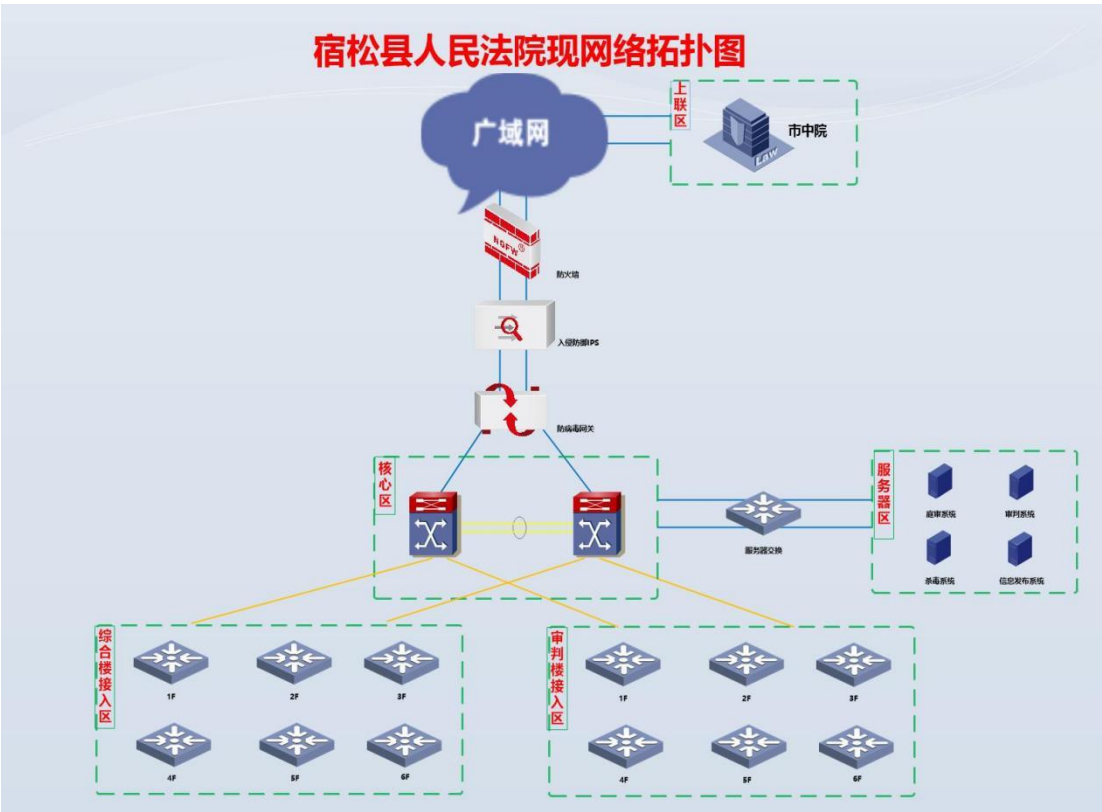 宿松县人民法院现网络拓扑图
广域网
上联区
市中院
Law
NGFW®
防火墙
入侵防御IPS
防病毒网关
核心区
服务器区
庭审系统
审判系统
服务器交换
杀毒系统
信息发布系统
综合楼接入区
1F
2F
3F
4F
5F
6F
审判楼接入区
1F
2F
3F
4F
5F
6F